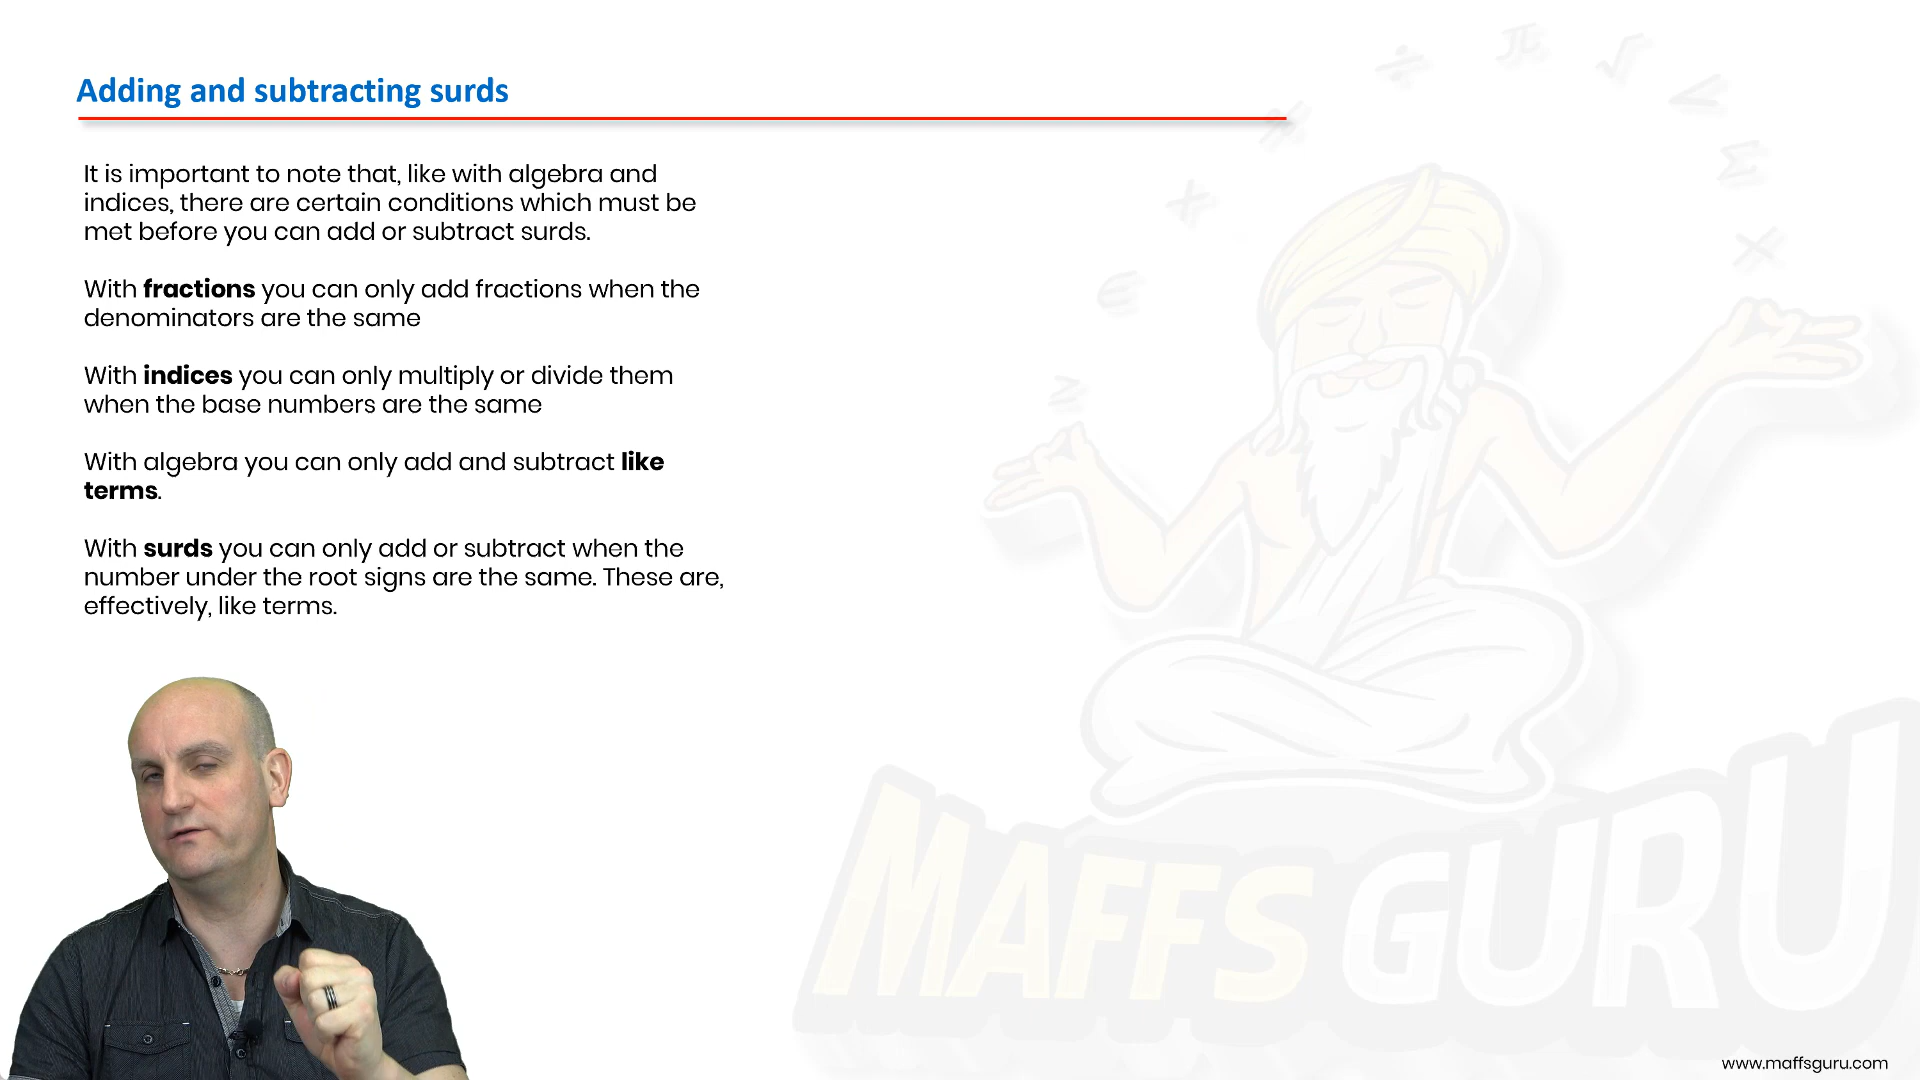 Adding and subtracting surds
It is important to note that, like with algebra and
indices, there are certain conditions which must be
met before you can add or subtract surds.
With fractions you can only add fractions when the
denominators are the same
With indices you can only multiply or divide them
when the base numbers are the same
With algebra you can only add and subtract like
terms.
With surds you can only add or subtract when the
number under the root signs are the same. These are,
effectively, like terms.
MAFFS GURU
www.maffsguru.com